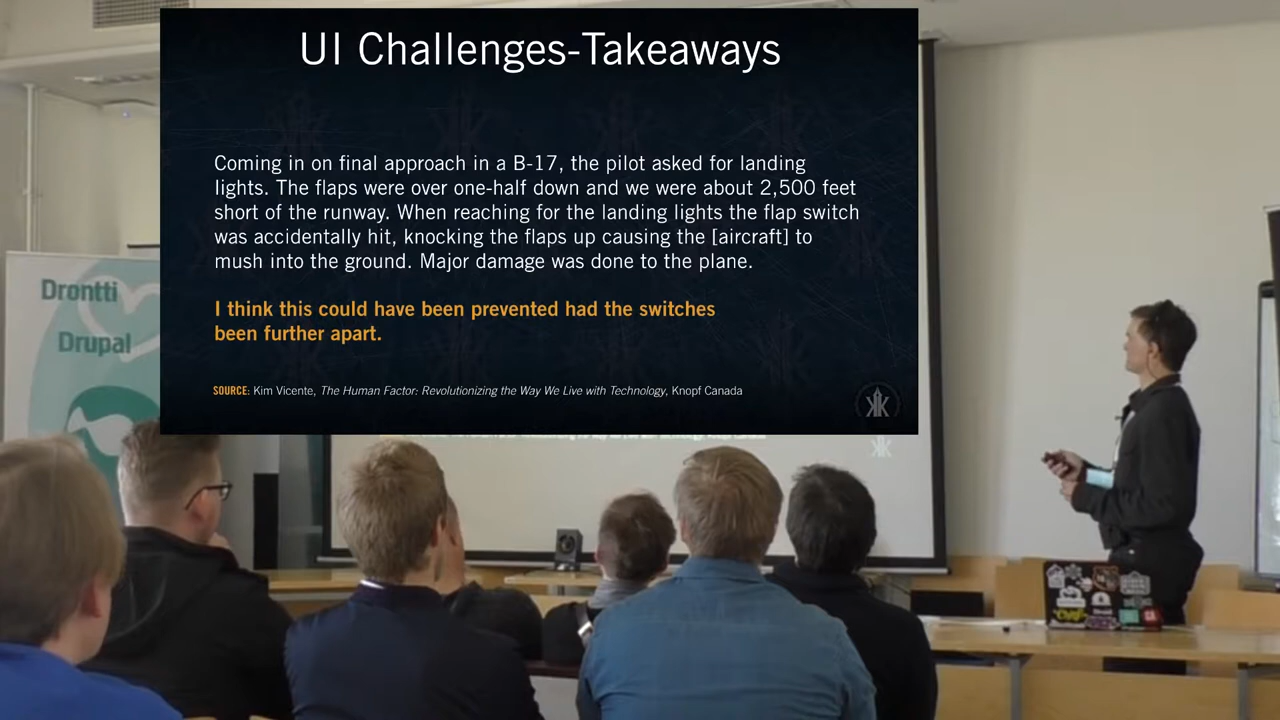 UI Challenges-Takeaways
Coming in on final approach in a B-17, the pilot asked for landing
lights. The flaps were over one-half down and we were about 2,500 feet
short of the runway. When reaching for the landing lights the flap switch
was accidentally hit, knocking the flaps up causing the [aircraft] to
mush into the ground. Major damage was done to the plane.
I think this could have been prevented had the switches
been further apart.
SOURCE: Kim Vicente, The Human Factor: Revolutionizing the Way We Live with Technology, Knopf Canada
Drontti
Drupal